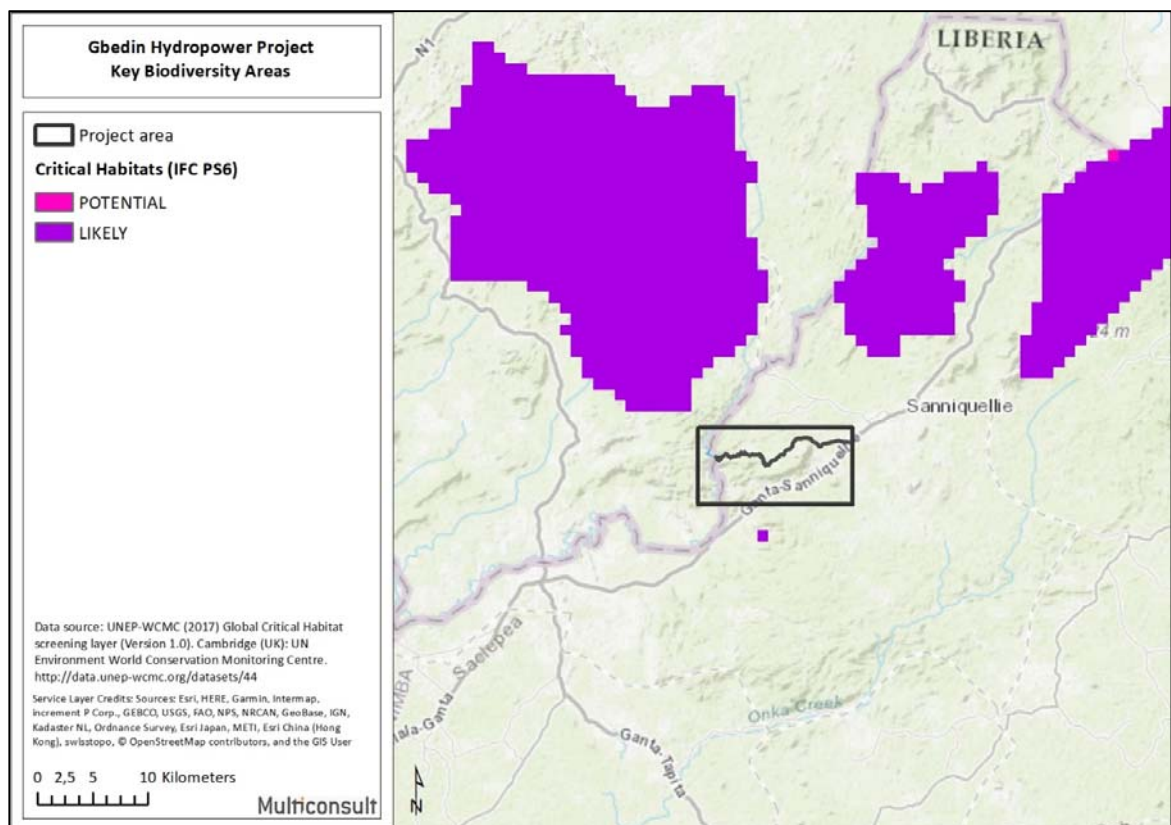 Gbedin Hydropower Project
Key Biodiversity Areas
Project area
Critical Habitats (IFC PS6)
POTENTIAL
LIKELY
Data source: UNEP-WCMC (2017) Global Critical Habitat
screening layer (Version 1.0). Cambridge (UK): UN
Environment World Conservation Monitoring Centre.
http://data.unep-wcmc.org/datasets/44
Service Layer Credits: Sources: Esri, HERE, Garmin, Intermap,
increment P Corp., GEBCO, USGS, FAO, NPS, NRCAN, GeoBase, IGN,
Kadaster NL, Ordnance Survey, Esri Japan, METI, Esri China (Hong
Kong), swisstopo, © OpenStreetMap contributors, and the GIS User
0 2,5 5 10 Kilometers
Multiconsult
N1
LIBERIA
4 m
Sanniquellie
Ganta-Sanniquellie
Saclepea
NIMBA
ala-Ganta
Onka Creek
Ganta-Tapita
N